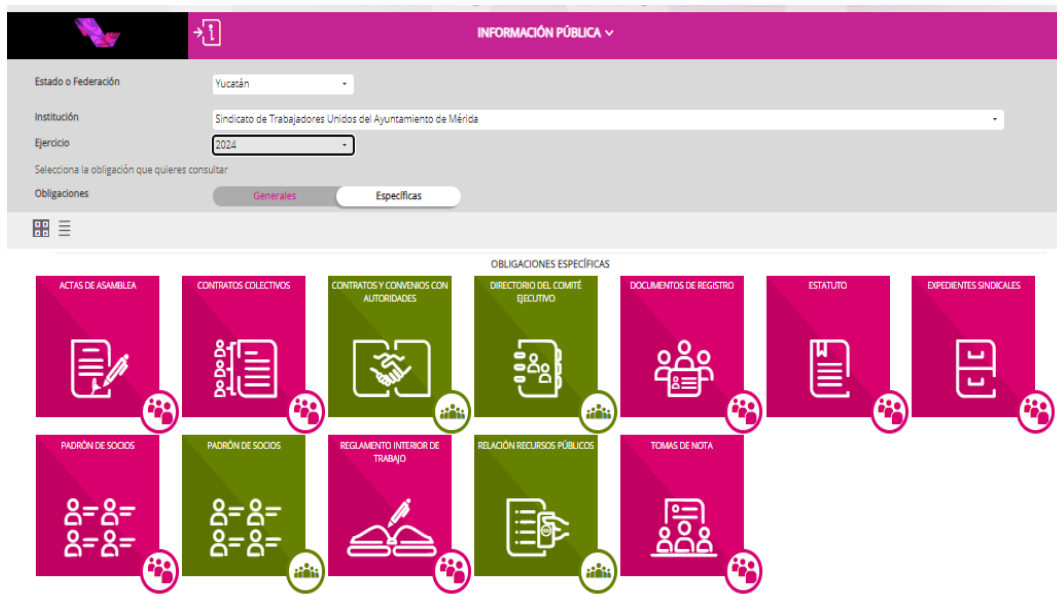 INFORMACIÓN PÚBLICA
Estado o Federación
Yucatán
Institución
Sindicato de Trabajadores Unidos del Ayuntamiento de Mérida
Ejercicio
2024
Selecciona la obligación que quieres consultar
Obligaciones
Generales
Específicas
OBLIGACIONES ESPECÍFICAS
ACTAS DE ASAMBLEA
CONTRATOS COLECTIVOS
CONTRATOS Y CONVENIOS CON
AUTORIDADES
DIRECTORIO DEL COMITÉ
EJECUTIVO
DOCUMENTOS DE REGISTRO
ESTATUTO
EXPEDIENTES SINDICALES
PADRÓN DE SOCIOS
PADRÓN DE SOCIOS
REGLAMENTO INTERIOR DE
TRABAJO
RELACIÓN RECURSOS PÚBLICOS
TOMAS DE NOTA